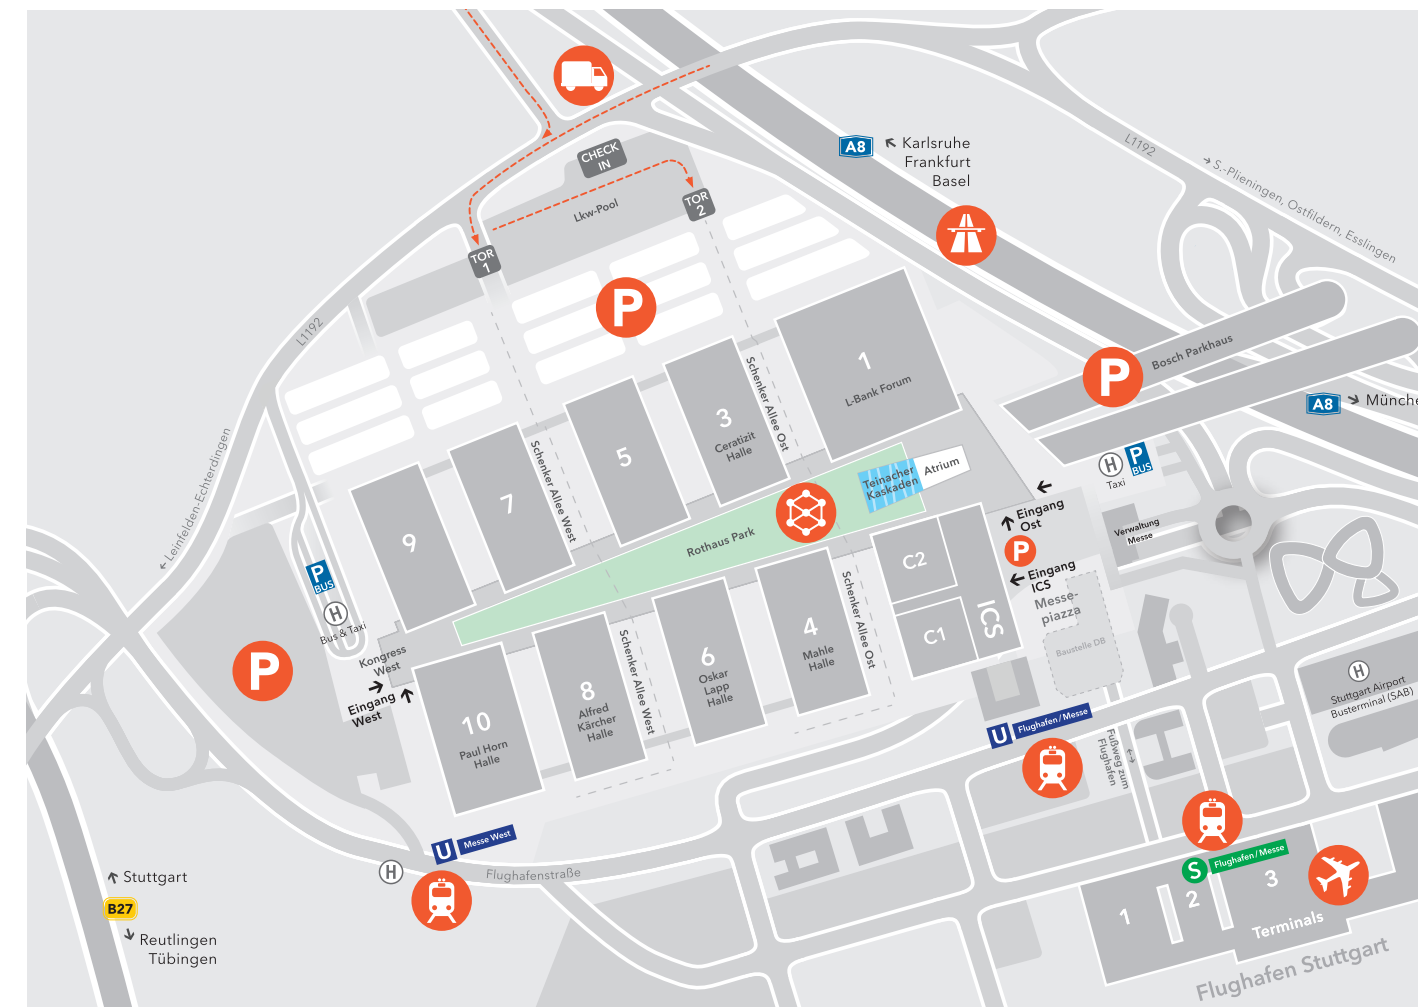 A8
Karlsruhe
Frankfurt
Basel
L1192
S.-Plieningen, Ostfildern, Esslingen
CHECK
IN
Lkw-Pool
TOR
2
TOR
1
P
L1192
Leinfelden-Echterdingen
Bosch Parkhaus
P
A8
Münche
1
L-Bank Forum
3
Ceratizit
Halle
5
7
9
Schenker Allee Ost
Schenker Allee West
Teinacher
Kaskaden
Atrium
Rothaus Park
H
Taxi
P
BUS
Eingang
Ost
P
Eingang
ICS
Verwaltung
Messe
Messe-
piazza
Baustelle DB
C2
C1
ICS
P
BUS
H
Bus & Taxi
Kongress
West
Eingang
West
P
10
Paul Horn
Halle
8
Alfred
Kärcher
Halle
Schenker Allee West
6
Oskar
Lapp
Halle
4
Mahle
Halle
Schenker Allee Ost
H
Stuttgart Airport
Busterminal (SAB)
U
Flughafen/Messe
Fußweg zum
Flughafen
U
Messe West
H
Flughafenstraße
S
Flughafen/Messe
1
2
3
Terminals
Flughafen Stuttgart
Stuttgart
B27
Reutlingen
Tübingen